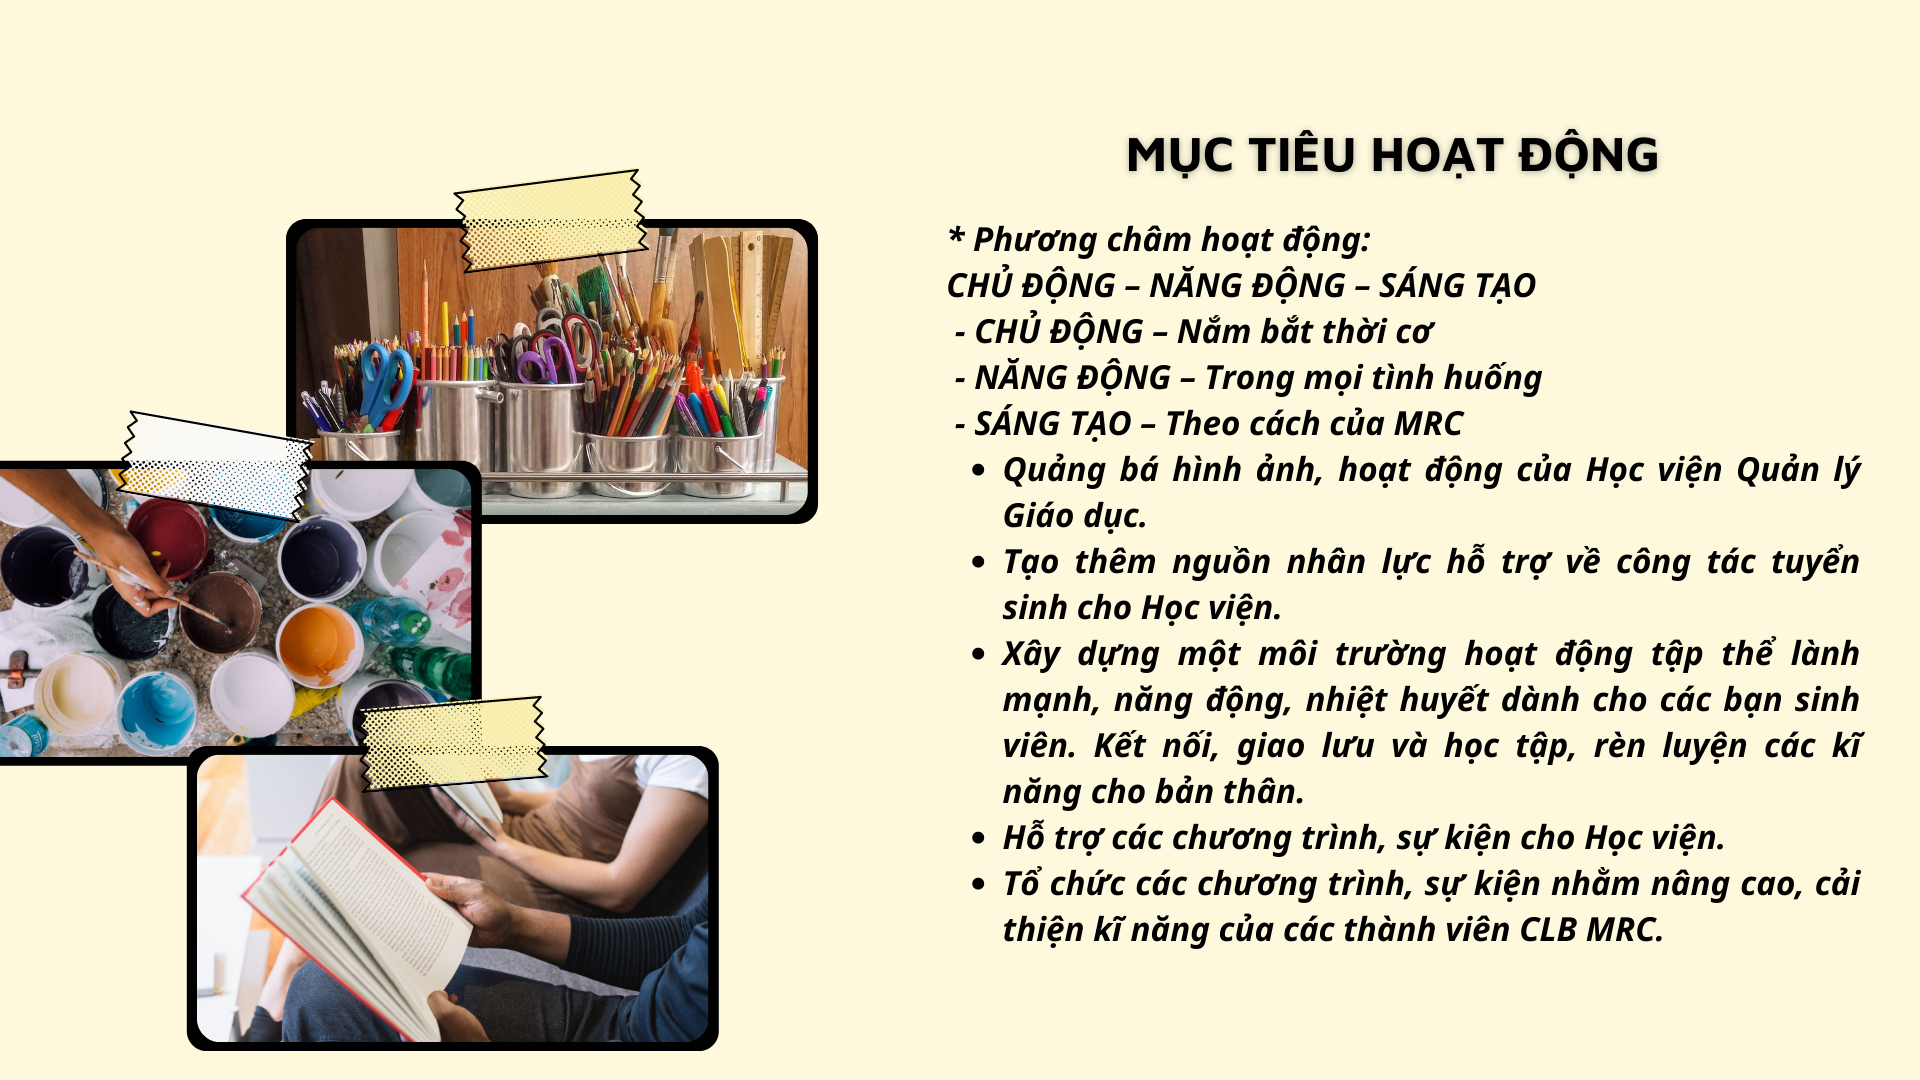 MỤC TIÊU HOẠT ĐỘNG
* Phương châm hoạt động:
CHỦ ĐỘNG – NĂNG ĐỘNG – SÁNG TẠO
- CHỦ ĐỘNG – Nắm bắt thời cơ
- NĂNG ĐỘNG – Trong mọi tình huống
- SÁNG TẠO – Theo cách của MRC
• Quảng bá hình ảnh, hoạt động của Học viện Quản lý
Giáo dục.
• Tạo thêm nguồn nhân lực hỗ trợ về công tác tuyển
sinh cho Học viện.
• Xây dựng một môi trường hoạt động tập thể lành
mạnh, năng động, nhiệt huyết dành cho các bạn sinh
viên. Kết nối, giao lưu và học tập, rèn luyện các kĩ
năng cho bản thân.
• Hỗ trợ các chương trình, sự kiện cho Học viện.
• Tổ chức các chương trình, sự kiện nhằm nâng cao, cải
thiện kĩ năng của các thành viên CLB MRC.